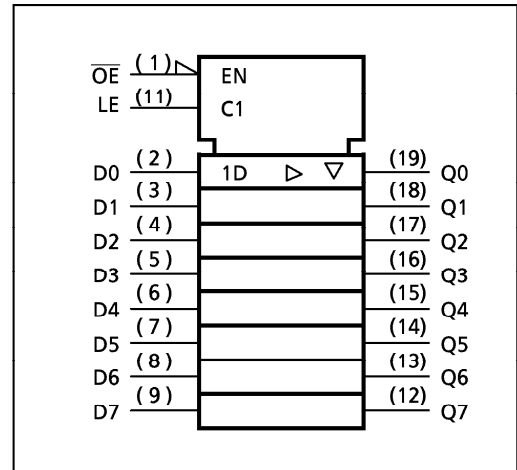 O̅E̅ (1) EN
LE (11) C1
D0 (2) 1D (19) Q0
D1 (3) (18) Q1
D2 (4) (17) Q2
D3 (5) (16) Q3
D4 (6) (15) Q4
D5 (7) (14) Q5
D6 (8) (13) Q6
D7 (9) (12) Q7